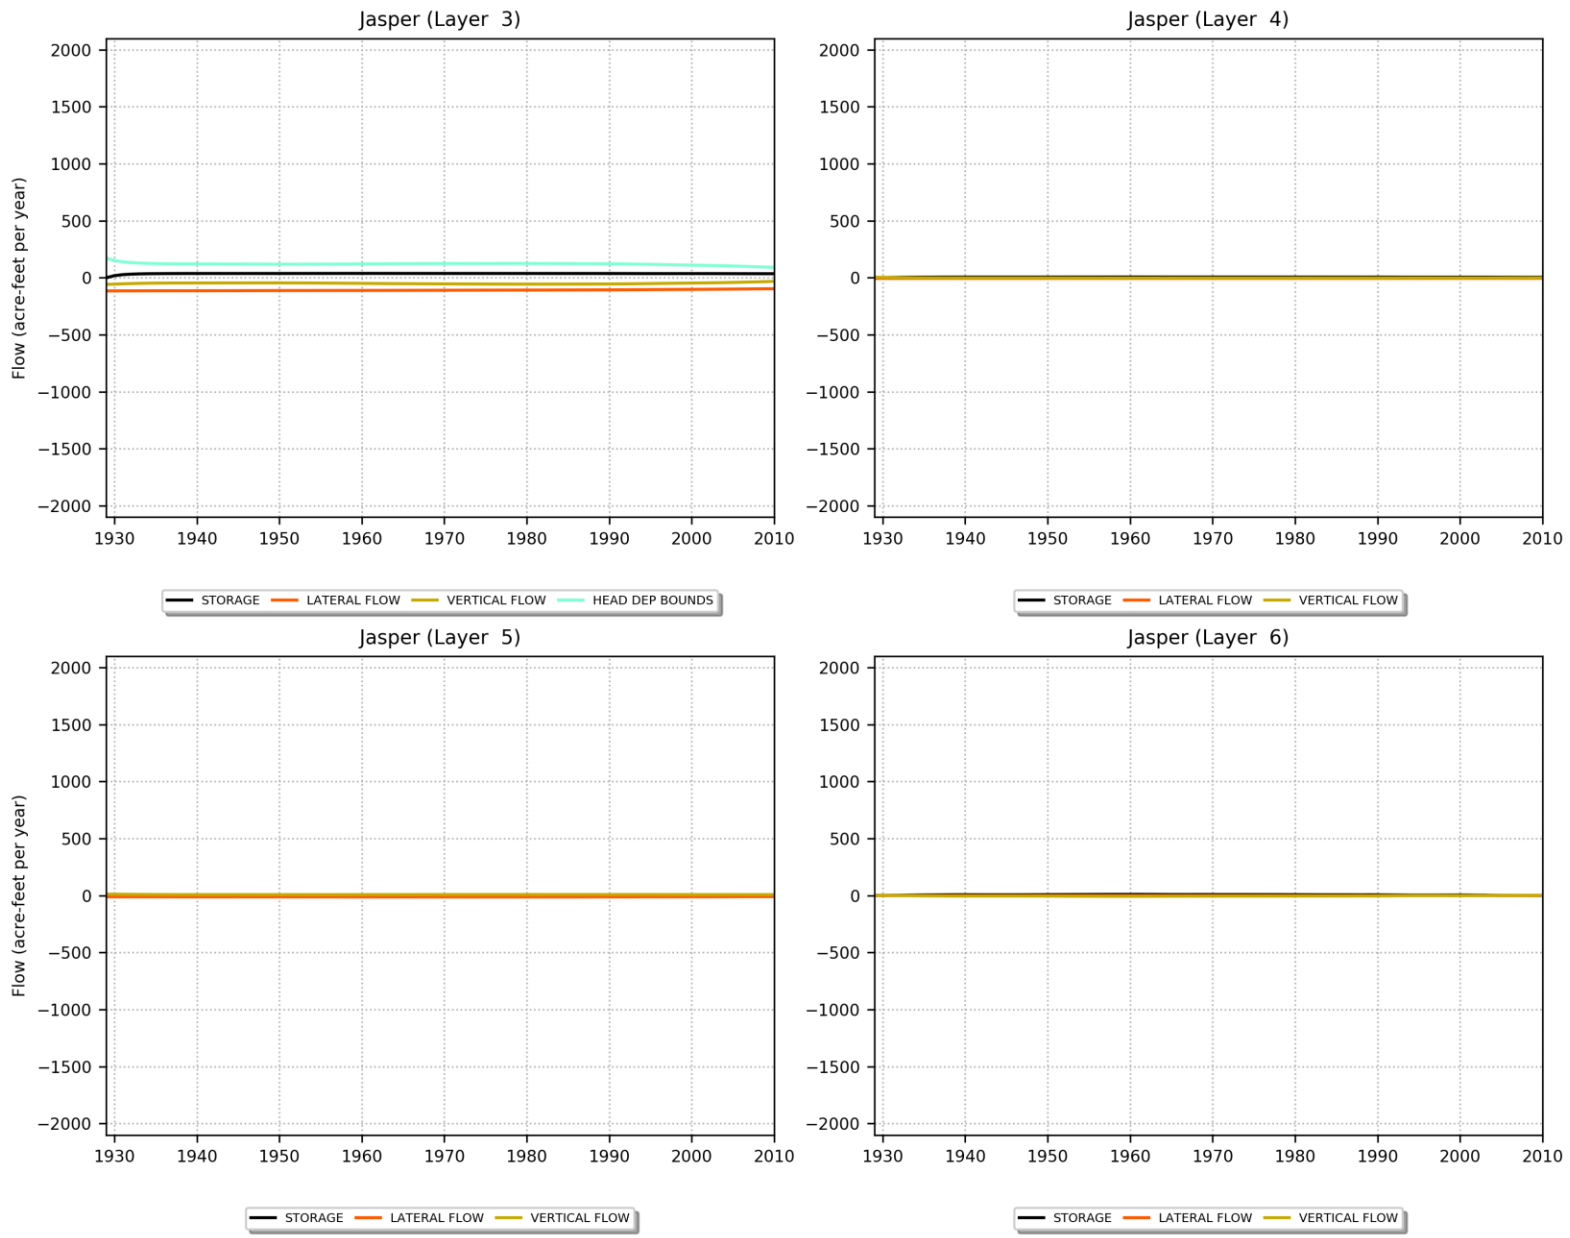 Jasper (Layer  3)
Flow (acre-feet per year)
2000
1500
1000
500
0
−500
−1000
−1500
−2000
1930 1940 1950 1960 1970 1980 1990 2000 2010
STORAGE LATERAL FLOW VERTICAL FLOW HEAD DEP BOUNDS
Jasper (Layer  4)
2000
1500
1000
500
0
−500
−1000
−1500
−2000
1930 1940 1950 1960 1970 1980 1990 2000 2010
STORAGE LATERAL FLOW VERTICAL FLOW
Jasper (Layer  5)
Flow (acre-feet per year)
2000
1500
1000
500
0
−500
−1000
−1500
−2000
1930 1940 1950 1960 1970 1980 1990 2000 2010
STORAGE LATERAL FLOW VERTICAL FLOW
Jasper (Layer  6)
2000
1500
1000
500
0
−500
−1000
−1500
−2000
1930 1940 1950 1960 1970 1980 1990 2000 2010
STORAGE LATERAL FLOW VERTICAL FLOW